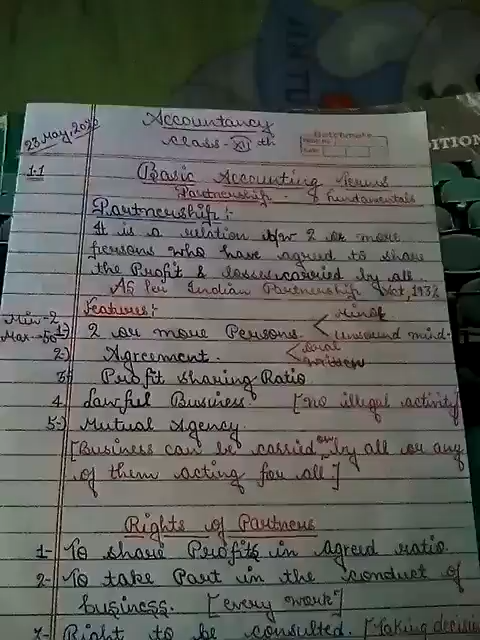 23 May, 2020
Accountancy
class - XII th
1.1
Basic Accounting Terms
Partnership - & fundamentals
Partnership :-
It is a relation b/w 2 or more
persons who have agreed to share
the Profit & losses carried by all.
As Per Indian Partnership Act, 1932
Features :-
Min - 2
Max - 50
1-) 2 or more Persons < minor
unsound mind-
2-) Agreement. < oral
written
3) Profit sharing Ratio
4. Lawful Business. [no illegal activity]
5-) Mutual Agency
[Business can be carried on by all or any
of them acting for all.]
Rights of Partners
1- To share Profits in agreed ratio.
2- To take Part in the conduct of
business. [every work]
3- Right to be consulted. [Making decisi